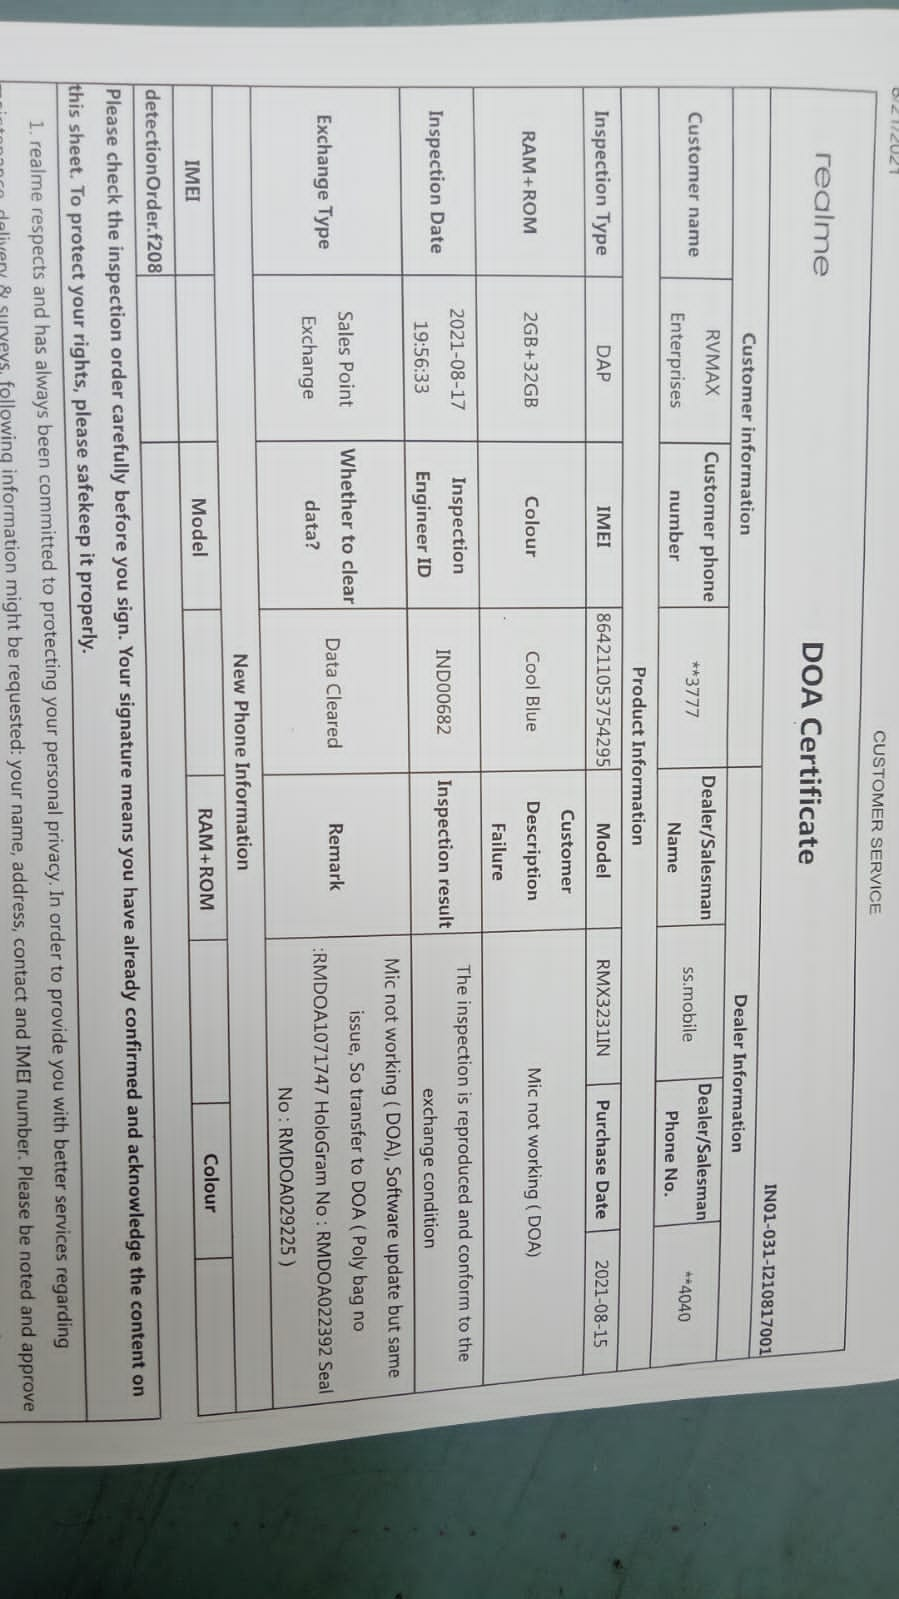 CUSTOMER SERVICE
realme
DOA Certificate
IN01-031-I210817001
Customer information
Dealer Information
Customer name
RVMAX
Enterprises
Customer phone
number
**3777
Dealer/Salesman
Name
ss.mobile
Dealer/Salesman
Phone No.
**4040
Product Information
Inspection Type
DAP
IMEI
864211053754295
Model
RMX3231IN
Purchase Date
2021-08-15
RAM+ROM
2GB+32GB
Colour
Cool Blue
Customer
Description
Failure
Mic not working ( DOA)
Inspection Date
2021-08-17
19:56:33
Inspection
Engineer ID
IND00682
Inspection result
The inspection is reproduced and conform to the
exchange condition
Exchange Type
Sales Point
Exchange
Whether to clear
data?
Data Cleared
Remark
Mic not working ( DOA), Software update but same
issue, So transfer to DOA ( Poly bag no
:RMDOA1071747 HoloGram No : RMDOA022392 Seal
No : RMDOA029225 )
New Phone Information
IMEI
Model
RAM+ROM
Colour
detectionOrder.f208
Please check the inspection order carefully before you sign. Your signature means you have already confirmed and acknowledge the content on
this sheet. To protect your rights, please safekeep it properly.
1. realme respects and has always been committed to protecting your personal privacy. In order to provide you with better services regarding
delivery & surveys, following information might be requested: your name, address, contact and IMEI number. Please be noted and approve